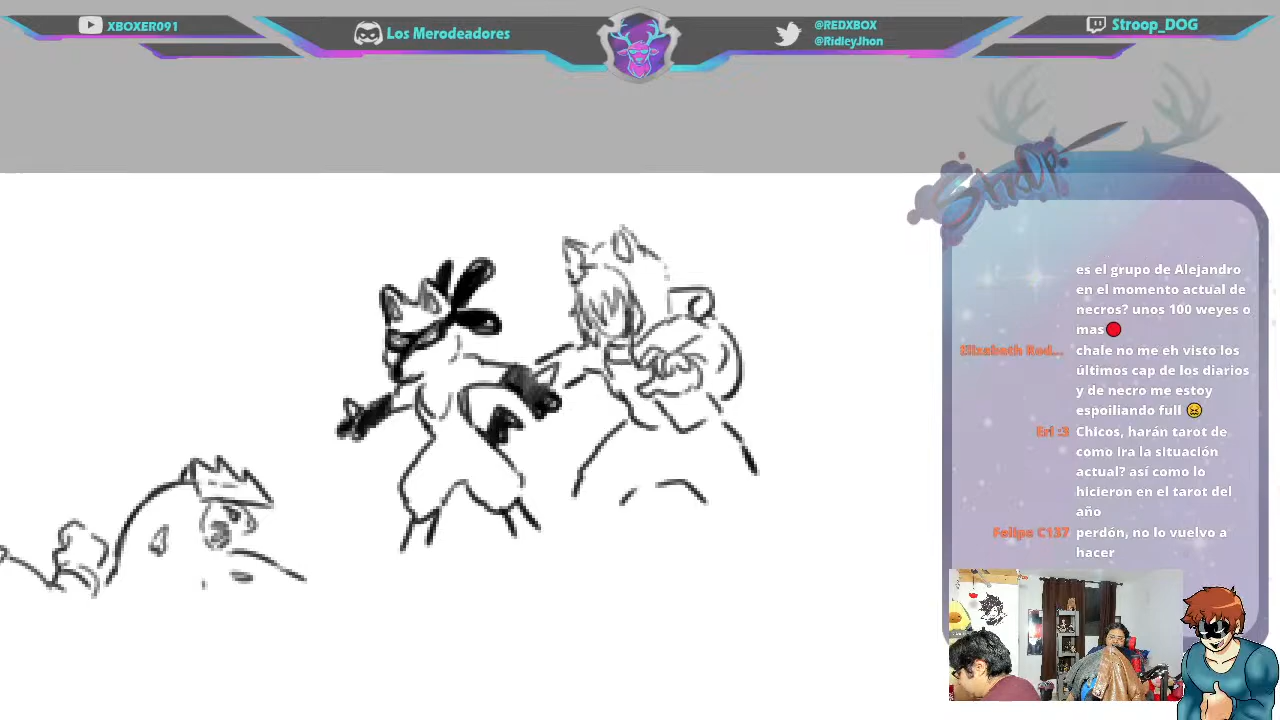 XBOXER091
Los Merodeadores
@REDXBOX
@RidleyJhon
Stroop_DOG
Stroop
es el grupo de Alejandro
en el momento actual de
necros? unos 100 weyes o
mas🔴
Elizabeth Rod... chale no me eh visto los
últimos cap de los diarios
y de necro me estoy
espoiliando full 😖
Eri :3 Chicos, harán tarot de
como ira la situación
actual? así como lo
hicieron en el tarot del
año
Felipe C137 perdón, no lo vuelvo a
hacer